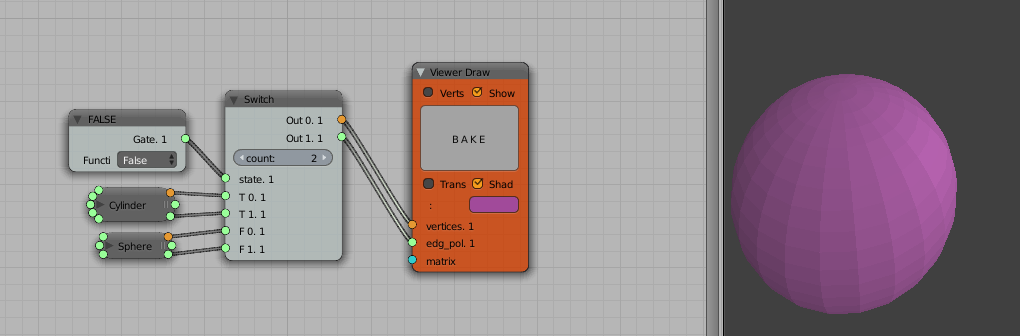 FALSE
Gate. 1
Functi False
Cylinder
Sphere
Switch
Out 0. 1
Out 1. 1
count: 2
state. 1
T 0. 1
T 1. 1
F 0. 1
F 1. 1
Viewer Draw
Verts Show
BAKE
Trans Shad
:
vertices. 1
edg_pol. 1
matrix